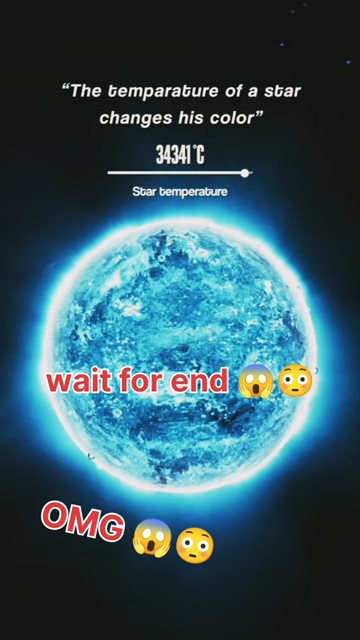 “The temparature of a star
changes his color”
34341°C
Star temperature
wait for end 😱😳
OMG 😱😳